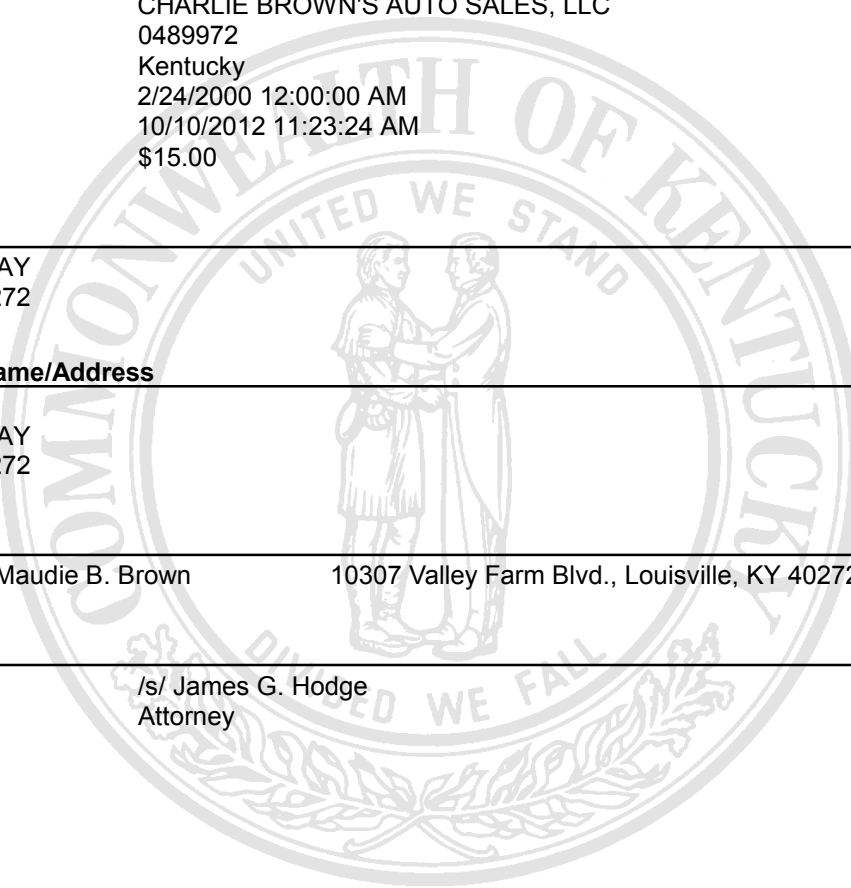 CHARLIE BROWN'S AUTO SALES, LLC
0489972
Kentucky
2/24/2000 12:00:00 AM
10/10/2012 11:23:24 AM
$15.00
COMMONWEALTH OF KENTUCKY
UNITED WE STAND
AY
272
ame/Address
AY
272
Maudie B. Brown 10307 Valley Farm Blvd., Louisville, KY 40272
DIVIDED WE FALL
/s/ James G. Hodge
Attorney